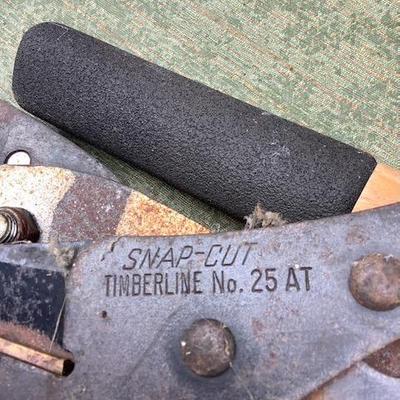 SNAP-CUT
TIMBERLINE No. 25 AT